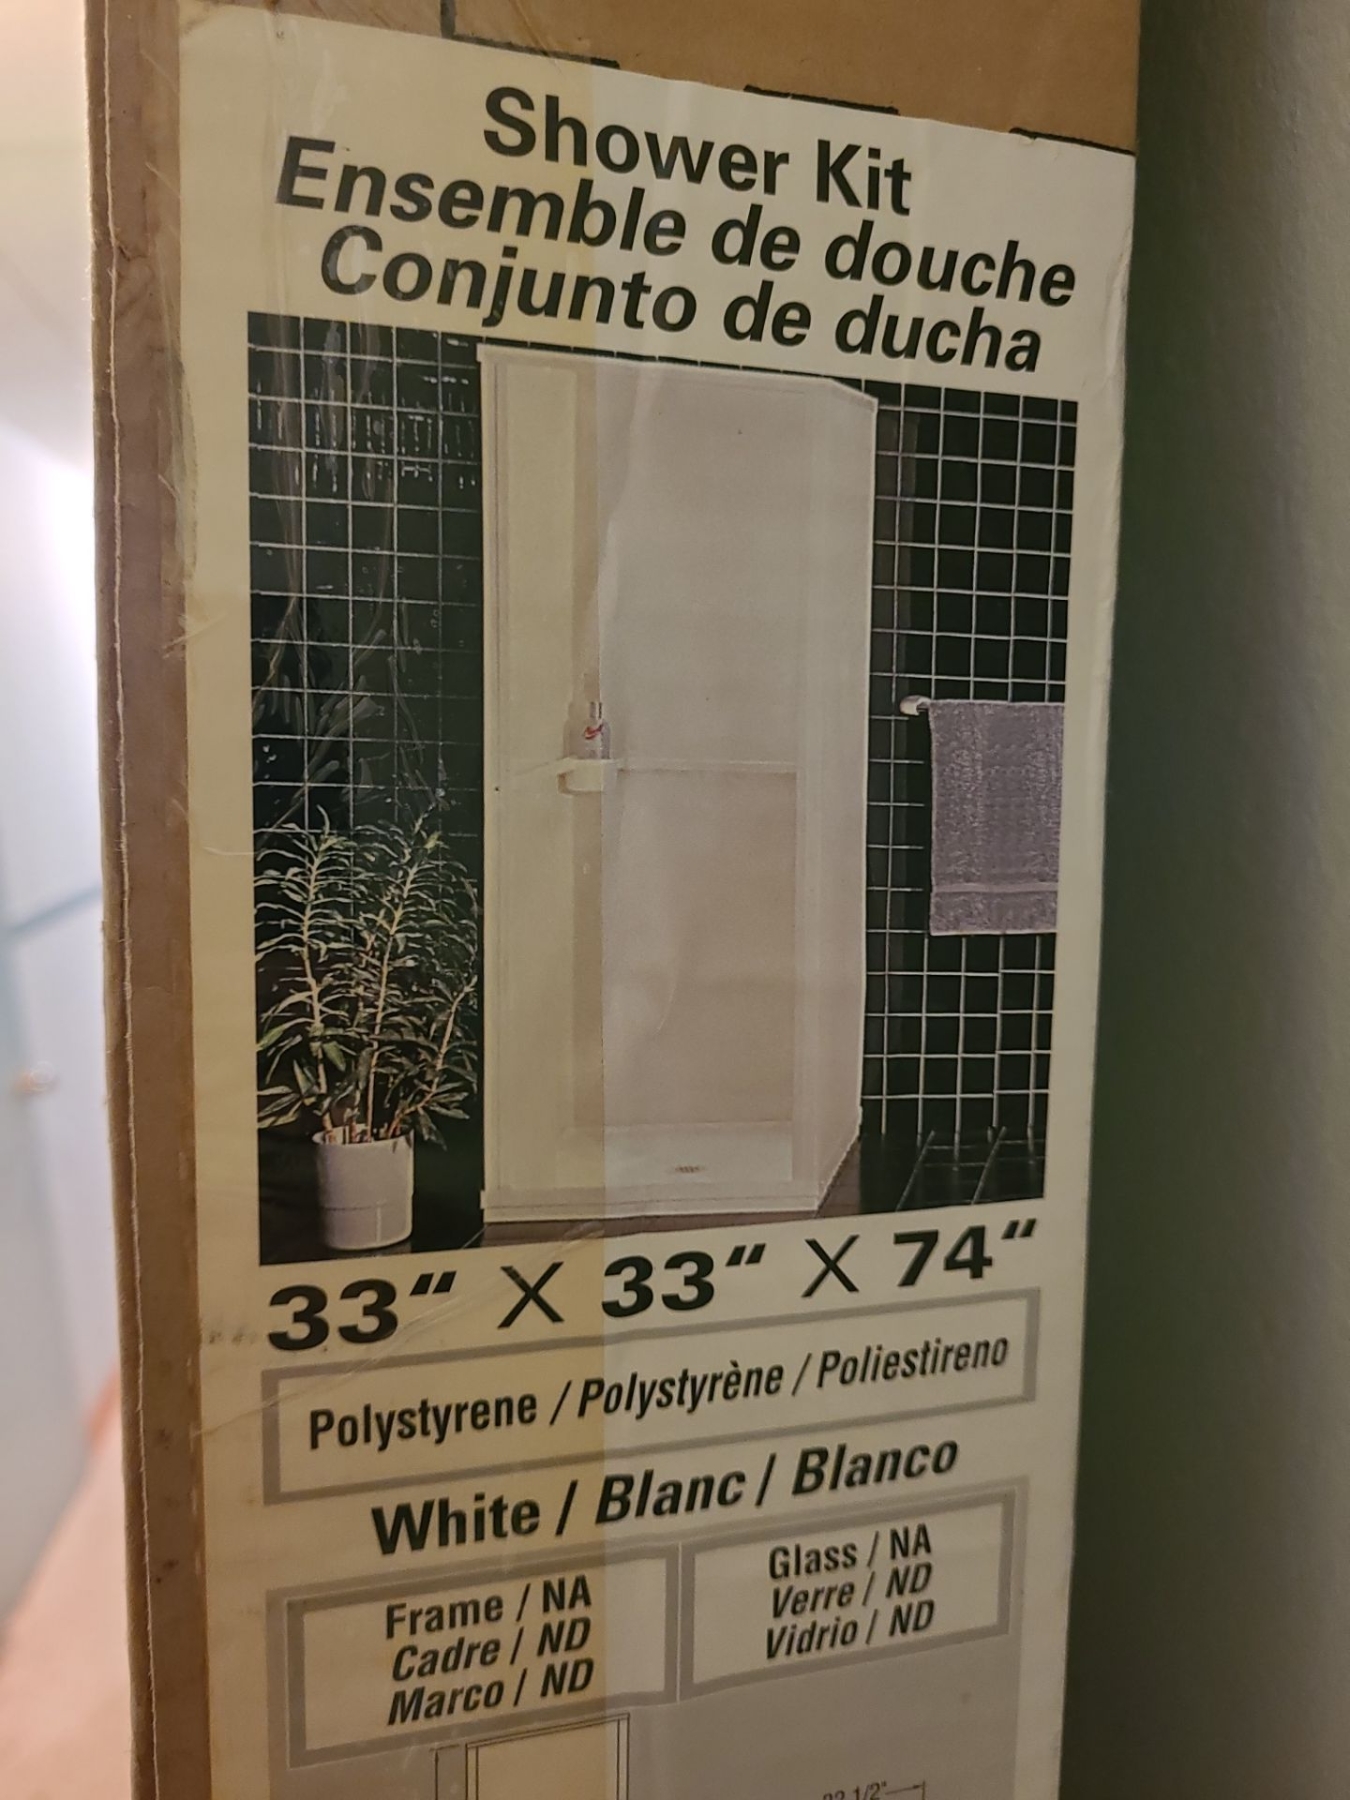 Shower Kit
Ensemble de douche
Conjunto de ducha
33" X 33" X 74"
Polystyrene / Polystyrène / Poliestireno
White / Blanc / Blanco
Frame / NA
Cadre / ND
Marco / ND
Glass / NA
Verre / ND
Vidrio / ND